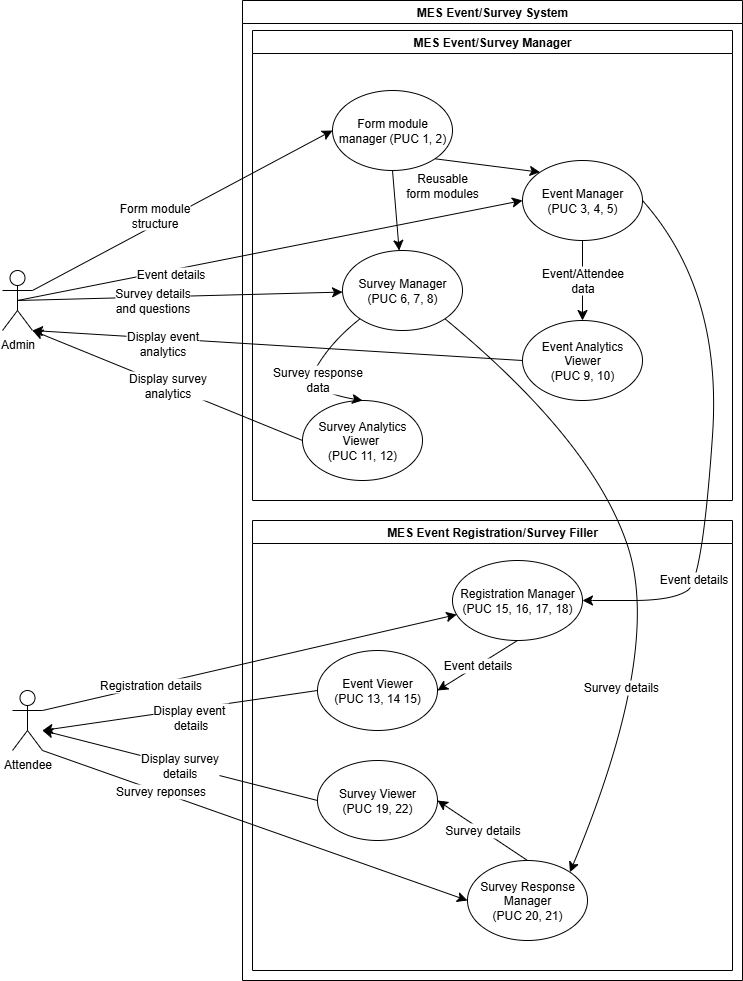 MES Event/Survey System
MES Event/Survey Manager
Form module
manager (PUC 1, 2)
Reusable
form modules
Event Manager
(PUC 3, 4, 5)
Form module
structure
Event details
Survey details
and questions
Survey Manager
(PUC 6, 7, 8)
Event/Attendee
data
Admin
Display event
analytics
Event Analytics
Viewer
(PUC 9, 10)
Display survey
analytics
Survey response
data
Survey Analytics
Viewer
(PUC 11, 12)
MES Event Registration/Survey Filler
Event details
Registration Manager
(PUC 15, 16, 17, 18)
Event details
Registration details
Event Viewer
(PUC 13, 14 15)
Survey details
Display event
details
Attendee
Display survey
details
Survey reponses
Survey Viewer
(PUC 19, 22)
Survey details
Survey Response
Manager
(PUC 20, 21)